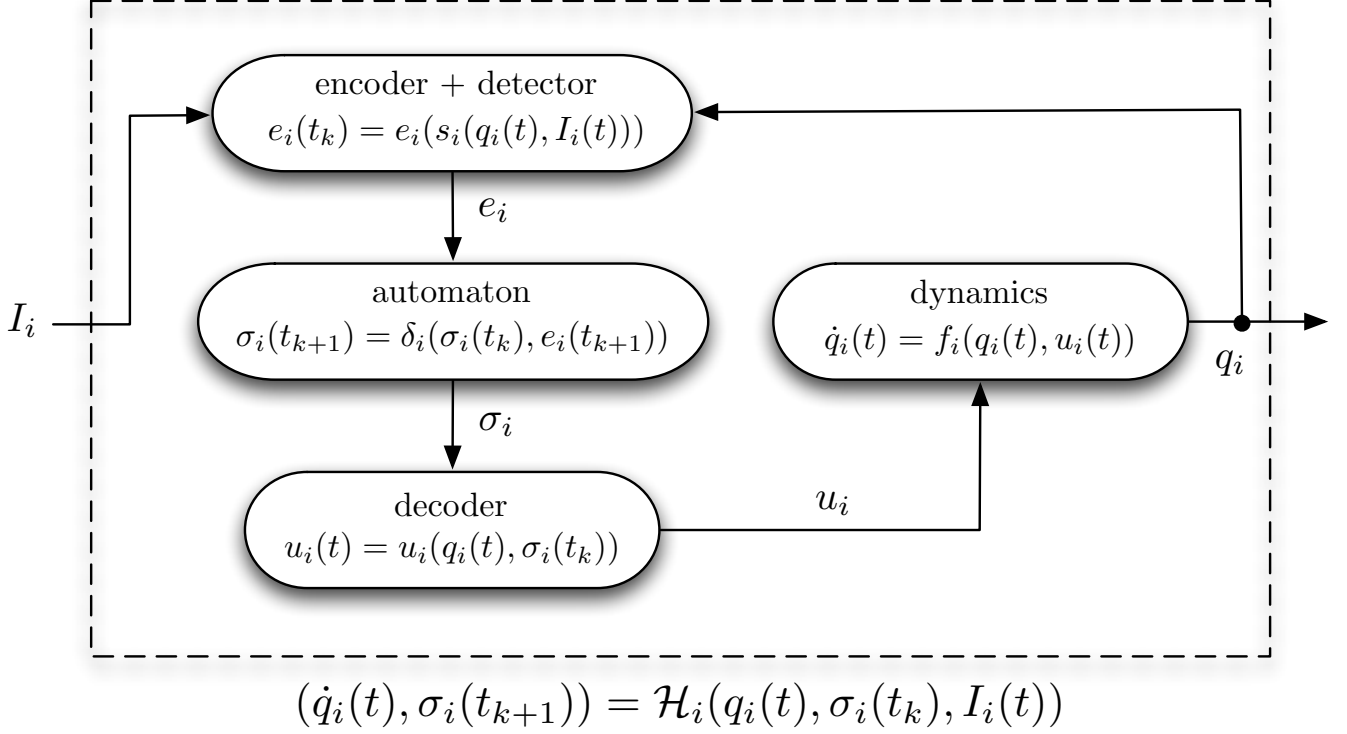 encoder + detector
e_i(t_k) = e_i(s_i(q_i(t), I_i(t)))
e_i
automaton
σ_i(t_{k+1}) = δ_i(σ_i(t_k), e_i(t_{k+1}))
dynamics
q̇_i(t) = f_i(q_i(t), u_i(t))
I_i
q_i
σ_i
decoder
u_i(t) = u_i(q_i(t), σ_i(t_k))
u_i
(q̇_i(t), σ_i(t_{k+1})) = ℋ_i(q_i(t), σ_i(t_k), I_i(t))